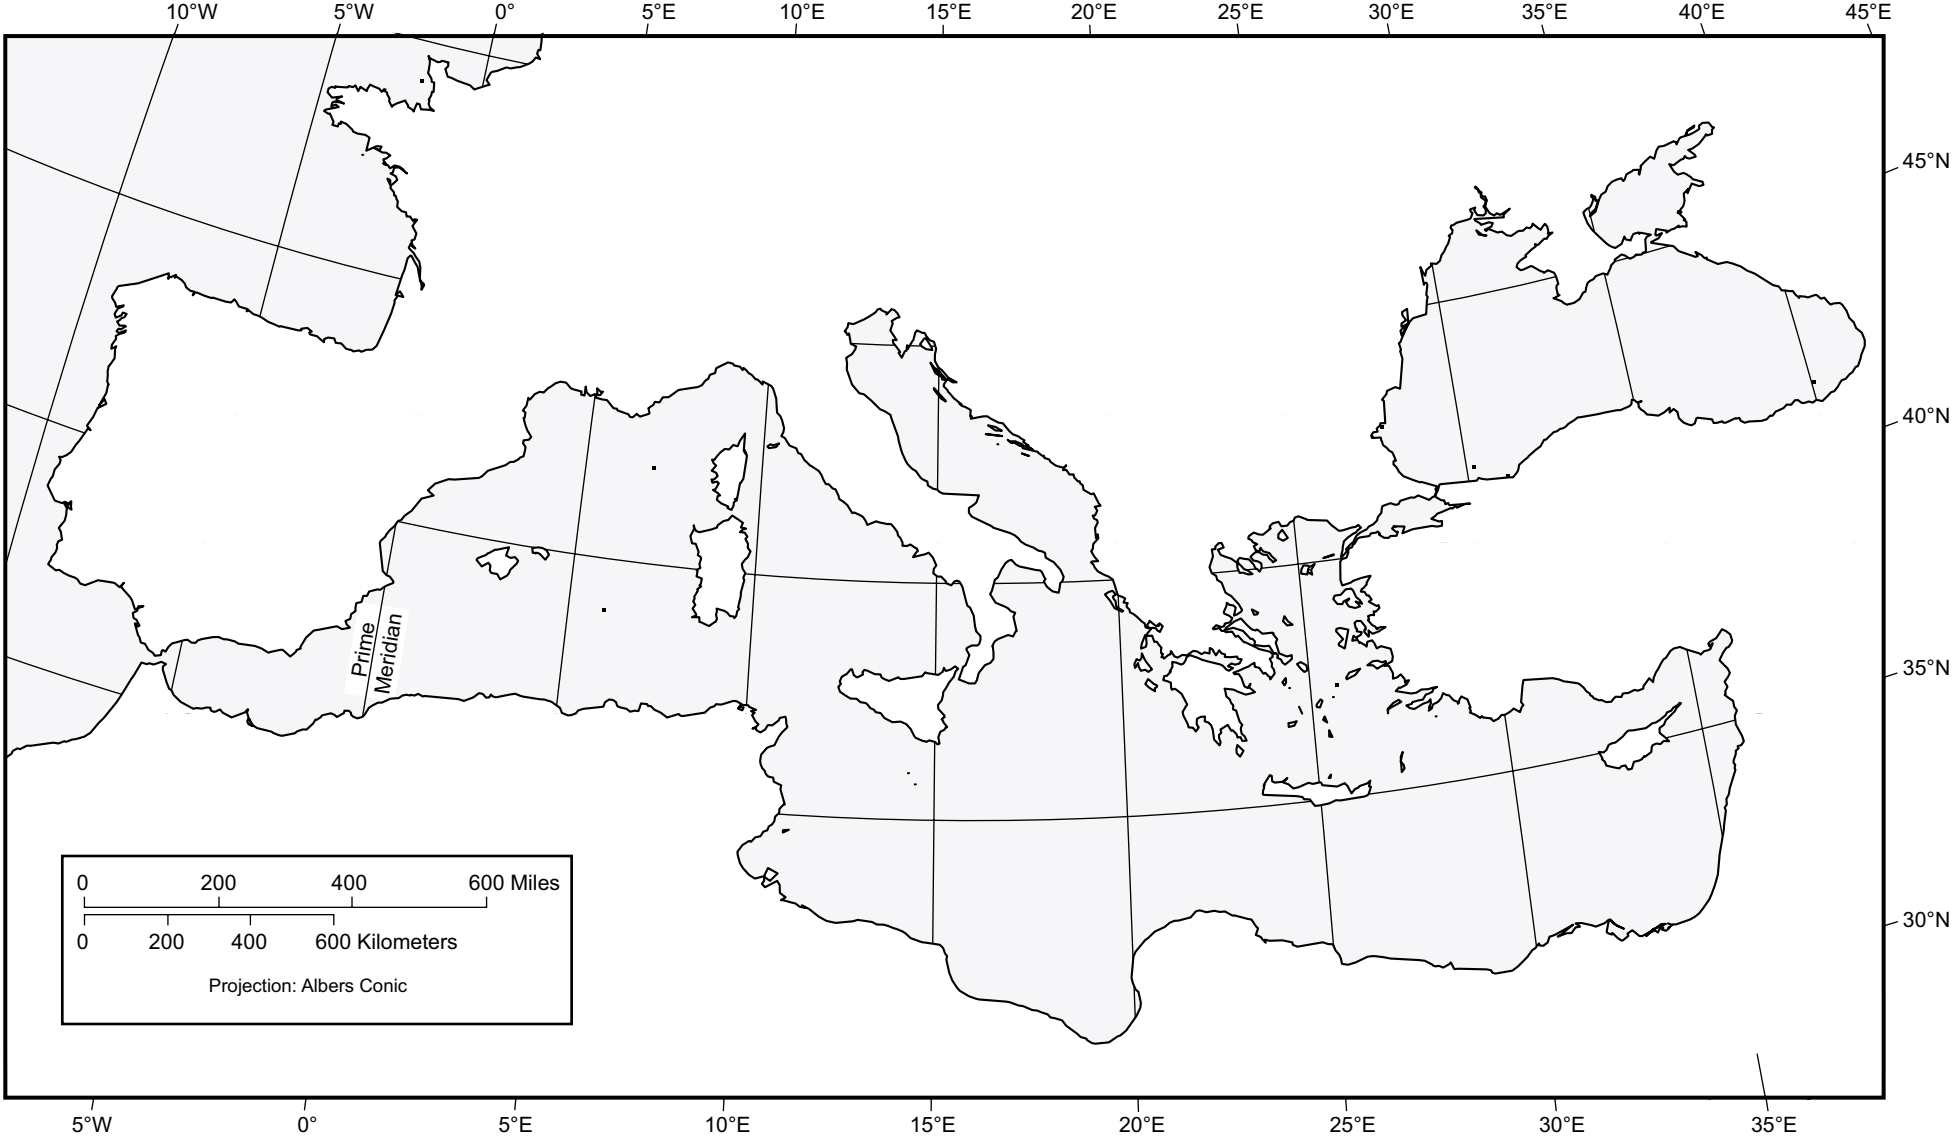 10°W 5°W 0° 5°E 10°E 15°E 20°E 25°E 30°E 35°E 40°E 45°E
45°N
40°N
35°N
30°N
Prime
Meridian
0 200 400 600 Miles
0 200 400 600 Kilometers
Projection: Albers Conic
5°W 0° 5°E 10°E 15°E 20°E 25°E 30°E 35°E